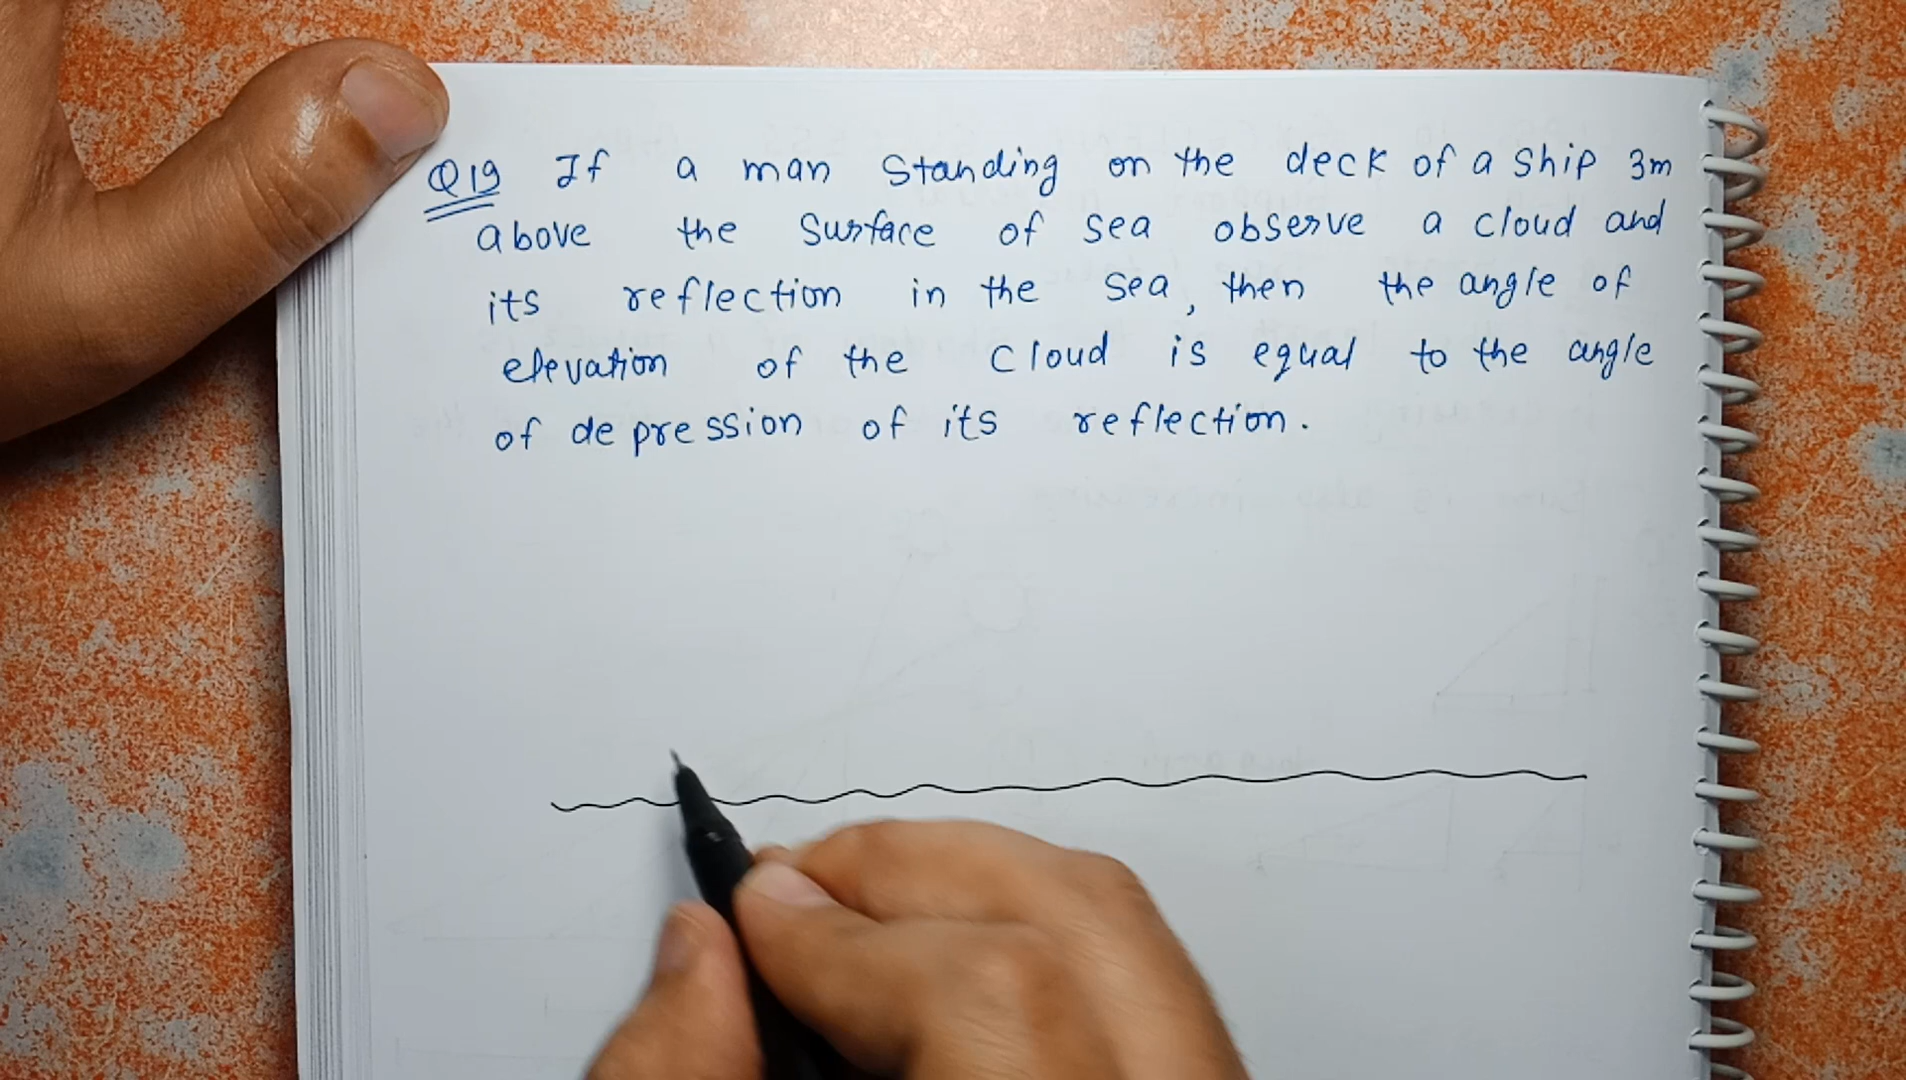 Q19 If a man Standing on the deck of a ship 3m
above the Surface of sea observe a cloud and
its reflection in the sea, then the angle of
elevation of the cloud is equal to the angle
of depression of its reflection.